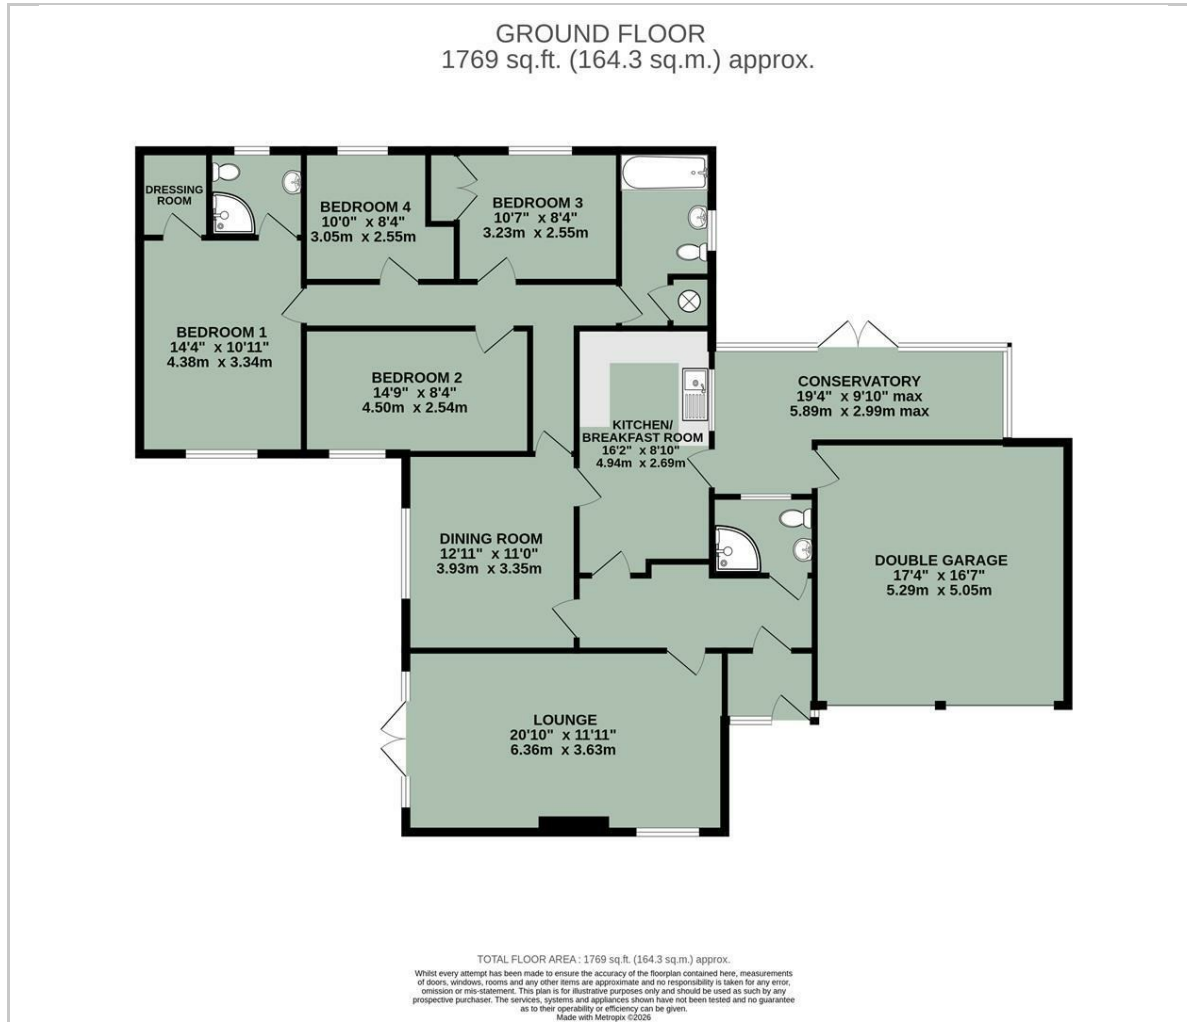 GROUND FLOOR
1769 sq.ft. (164.3 sq.m.) approx.
DRESSING
ROOM
BEDROOM 4
10'0" x 8'4"
3.05m x 2.55m
BEDROOM 3
10'7" x 8'4"
3.23m x 2.55m
BEDROOM 1
14'4" x 10'11"
4.38m x 3.34m
BEDROOM 2
14'9" x 8'4"
4.50m x 2.54m
KITCHEN/
BREAKFAST ROOM
16'2" x 8'10"
4.94m x 2.69m
CONSERVATORY
19'4" x 9'10" max
5.89m x 2.99m max
DINING ROOM
12'11" x 11'0"
3.93m x 3.35m
DOUBLE GARAGE
17'4" x 16'7"
5.29m x 5.05m
LOUNGE
20'10" x 11'11"
6.36m x 3.63m
TOTAL FLOOR AREA : 1769 sq.ft. (164.3 sq.m.) approx.
Whilst every attempt has been made to ensure the accuracy of the floorplan contained here, measurements
of doors, windows, rooms and any other items are approximate and no responsibility is taken for any error,
omission or mis-statement. This plan is for illustrative purposes only and should be used as such by any
prospective purchaser. The services, systems and appliances shown have not been tested and no guarantee
as to their operability or efficiency can be given.
Made with Metropix ©2026